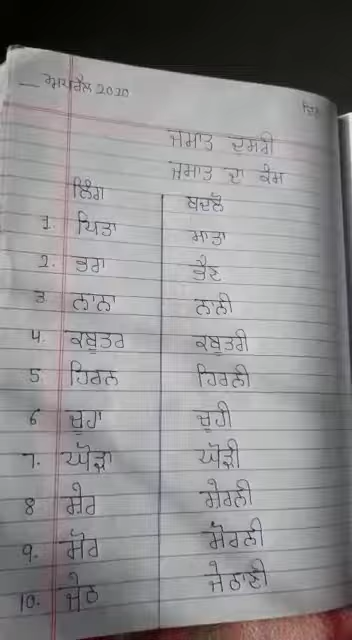 ਅਪਰੈਲ 2020
ਜਮਾਤ ਦੂਸਰੀ
ਜਮਾਤ ਦਾ ਕੰਮ
ਲਿੰਗ ਬਦਲੋ
1. ਪਿਤਾ ਮਾਤਾ
2. ਭਰਾ ਭੈਣ
3 ਨਾਨਾ ਨਾਨੀ
4. ਕਬੂਤਰ ਕਬੂਤਰੀ
5 ਹਿਰਨ ਹਿਰਨੀ
6 ਚੂਹਾ ਚੂਹੀ
7. ਘੋੜਾ ਘੋੜੀ
8 ਸ਼ੇਰ ਸ਼ੇਰਨੀ
9. ਮੋਰ ਮੋਰਨੀ
10. ਜੇਠ ਜੇਠਾਣੀ